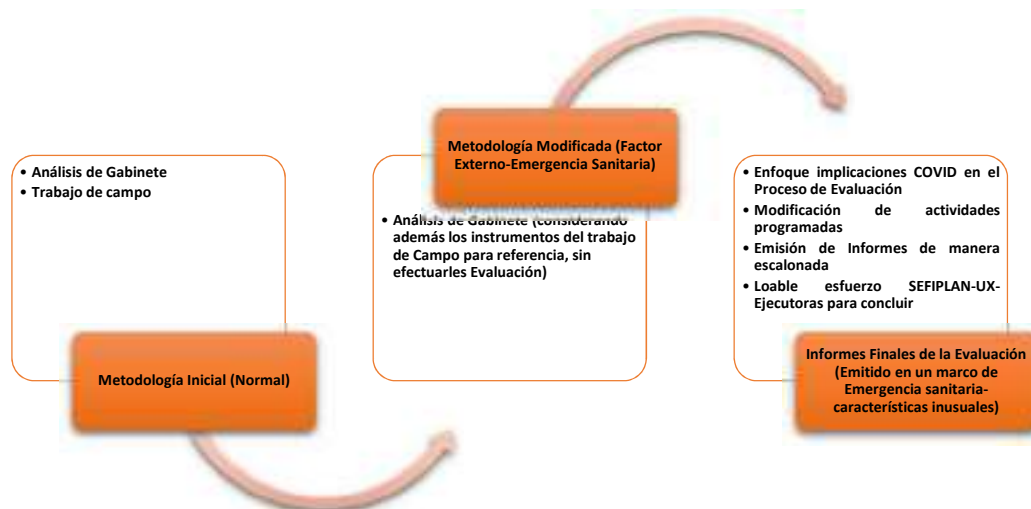 • Análisis de Gabinete
• Trabajo de campo
Metodología Inicial (Normal)
Metodología Modificada (Factor
Externo-Emergencia Sanitaria)
• Análisis de Gabinete (considerando
además los instrumentos del trabajo
de Campo para referencia, sin
efectuarles Evaluación)
• Enfoque implicaciones COVID en el
Proceso de Evaluación
• Modificación de actividades
programadas
• Emisión de Informes de manera
escalonada
• Loable esfuerzo SEFIPLAN-UX-
Ejecutoras para concluir
Informes Finales de la Evaluación
(Emitido en un marco de
Emergencia sanitaria-
características inusuales)